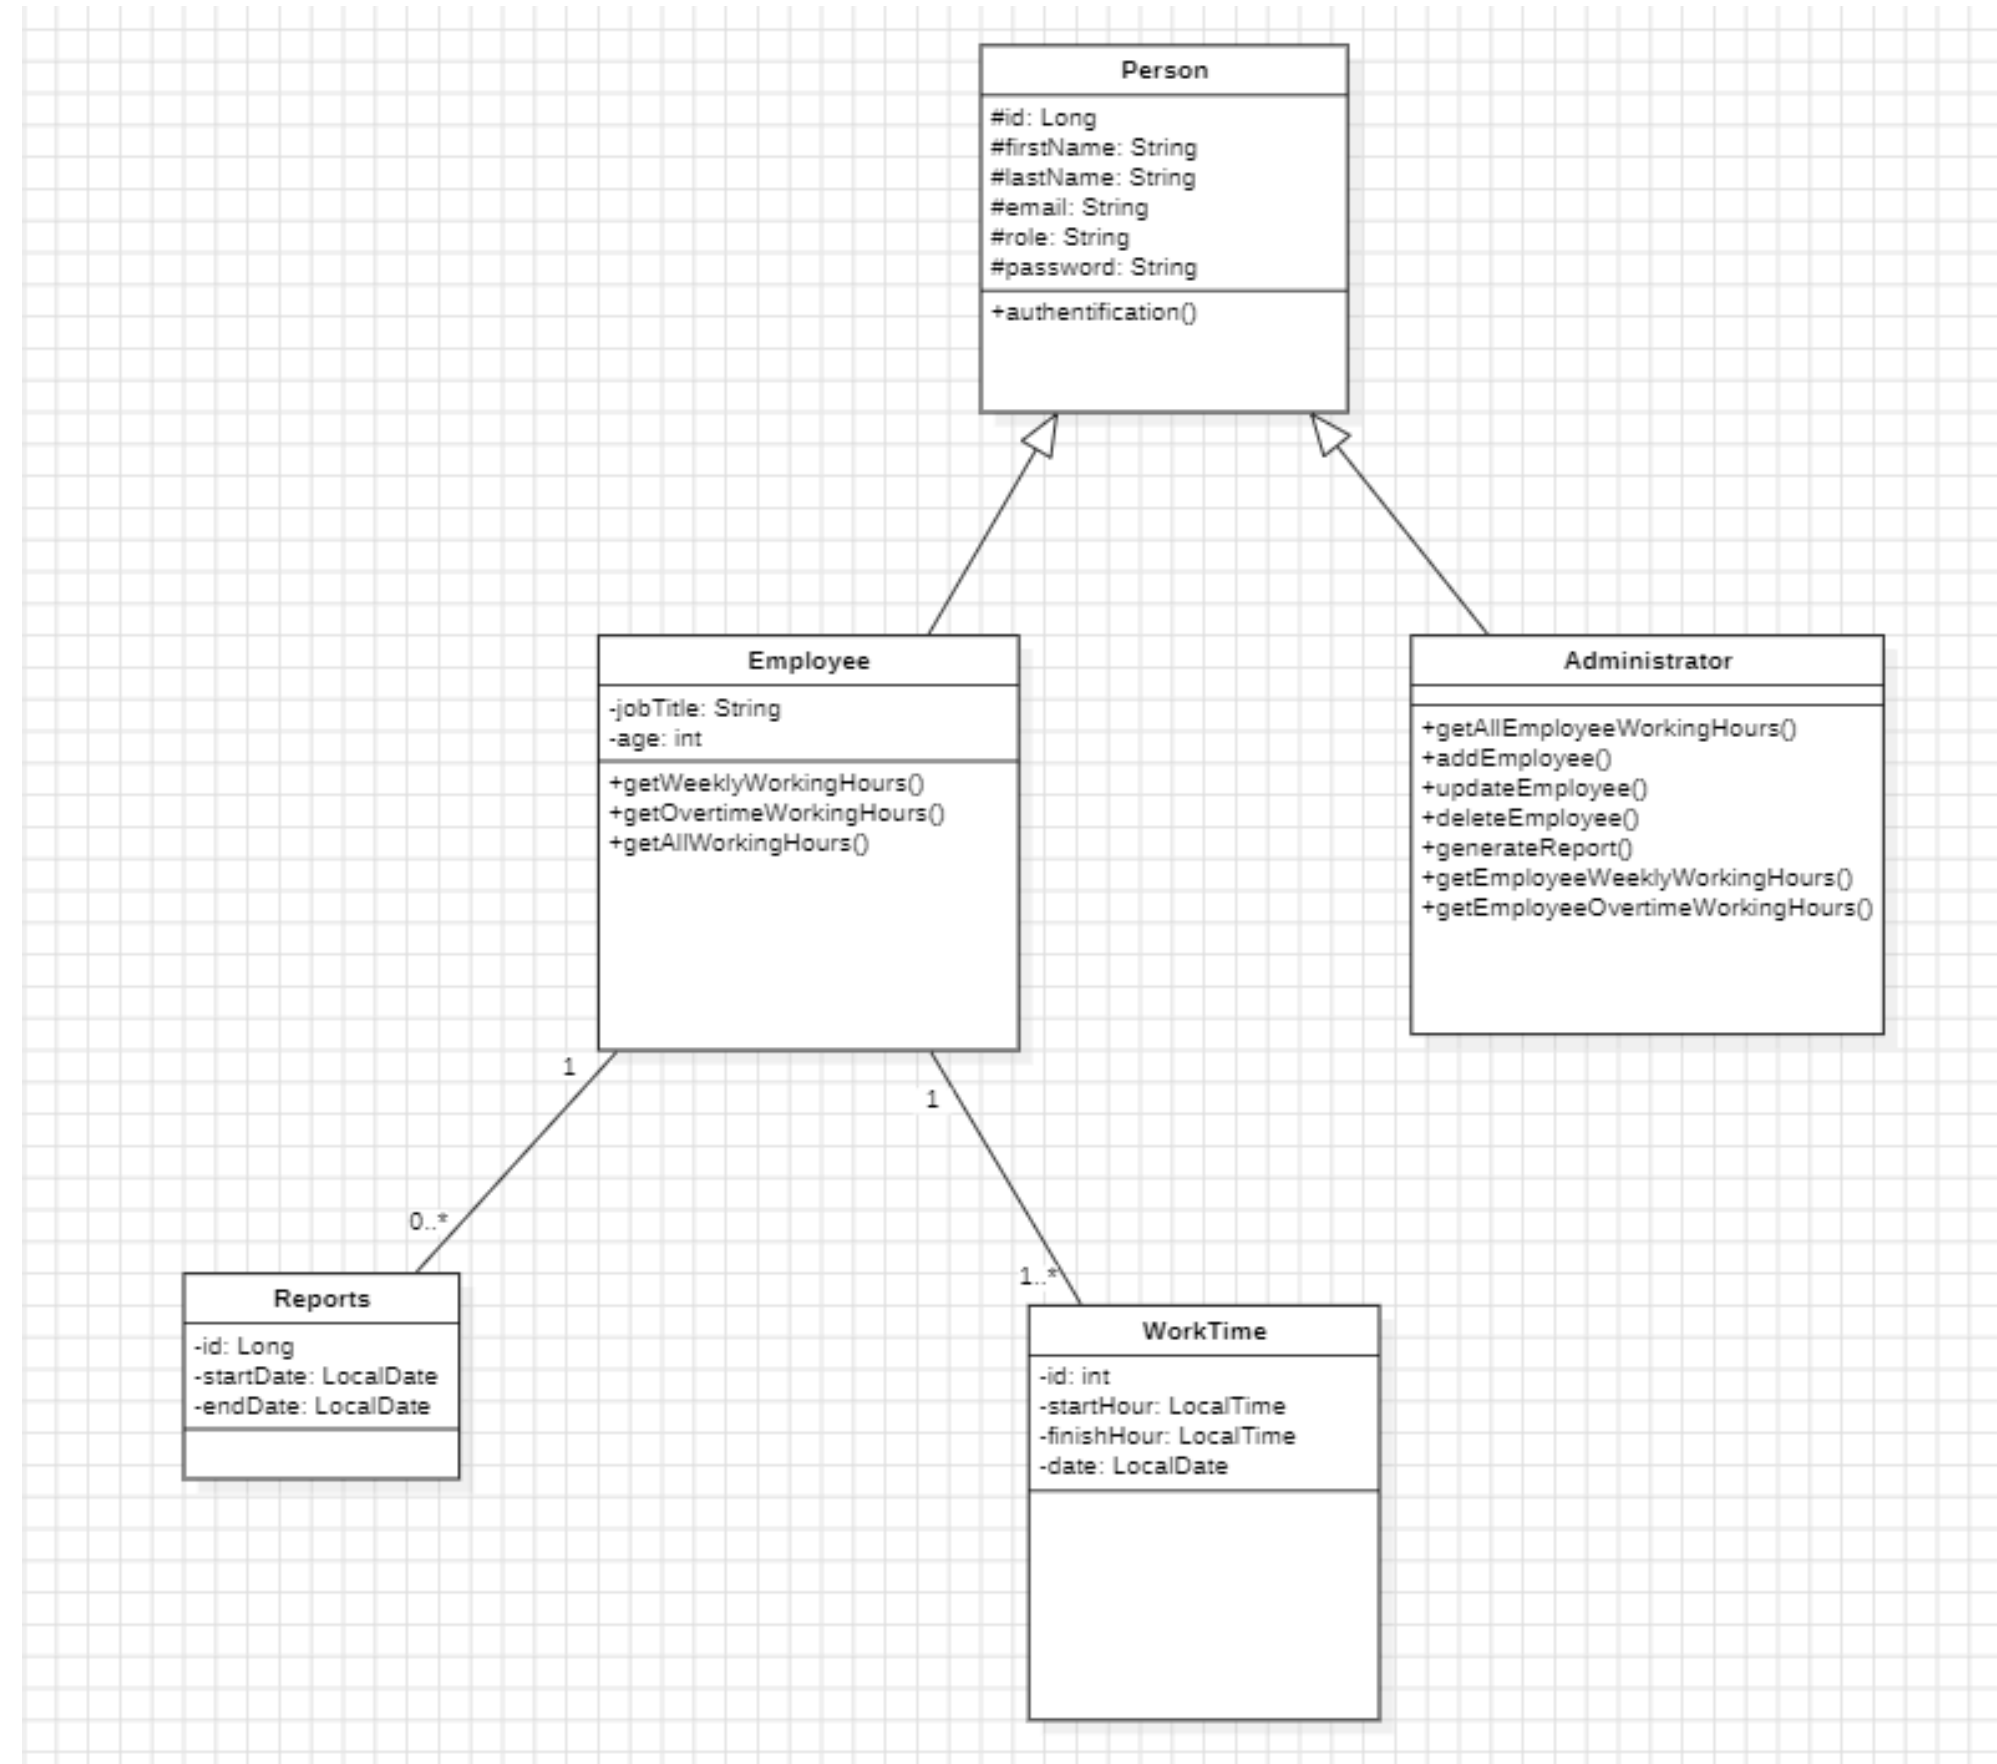 Person
#id: Long
#firstName: String
#lastName: String
#email: String
#role: String
#password: String
+authentification()
Employee
-jobTitle: String
-age: int
+getWeeklyWorkingHours()
+getOvertimeWorkingHours()
+getAllWorkingHours()
Administrator
+getAllEmployeeWorkingHours()
+addEmployee()
+updateEmployee()
+deleteEmployee()
+generateReport()
+getEmployeeWeeklyWorkingHours()
+getEmployeeOvertimeWorkingHours()
1
1
0..*
1..*
Reports
-id: Long
-startDate: LocalDate
-endDate: LocalDate
WorkTime
-id: int
-startHour: LocalTime
-finishHour: LocalTime
-date: LocalDate